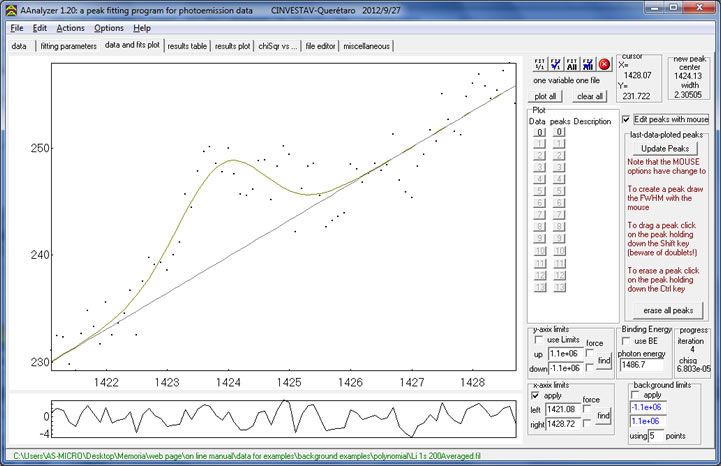 AAnalyzer 1.20: a peak fitting program for photoemission data CINVESTAV-Querétaro 2012/9/27
File Edit Actions Options Help
data fitting parameters data and fits plot results table results plot chiSqr vs ... file editor miscellaneous
FIT 1/1 FIT 1/1 FIT All FIT All
one variable one file
plot all clear all
cursor
X=
1428.07
Y=
231.722
new peak
center
1424.13
width
2.30505
Plot
Data peaks Description
0 0
1 1
2 2
3 3
4 4
5 5
6 6
7 7
8 8
9 9
10 10
11 11
12 12
13 13
Edit peaks with mouse
last-data-ploted peaks
Update Peaks
Note that the MOUSE
options have change to
To create a peak draw
the FWHM with the
mouse
To drag a peak click
on the peak holding
down the Shift key
(beware of doublets!)
To erase a peak click
on the peak holding
down the Ctrl key
erase all peaks
250
240
230
1422 1423 1424 1425 1426 1427 1428
0
-4
y-axis limits
use Limits force
up 1.1e+06
down -1.1e+06 find
Binding Energy
use BE
photon energy
1486.7
progress
iteration
4
chisq
6.803e-05
x-axis limits
apply force
left 1421.08
right 1428.72 find
background limits
apply
-1.1e+06
1.1e+06
using 5 points
C:\Users\AS-MICRO\Desktop\Memoria\web page\on line manual\data for examples\background examples\polynomial\Li 1s 200Averaged.fil